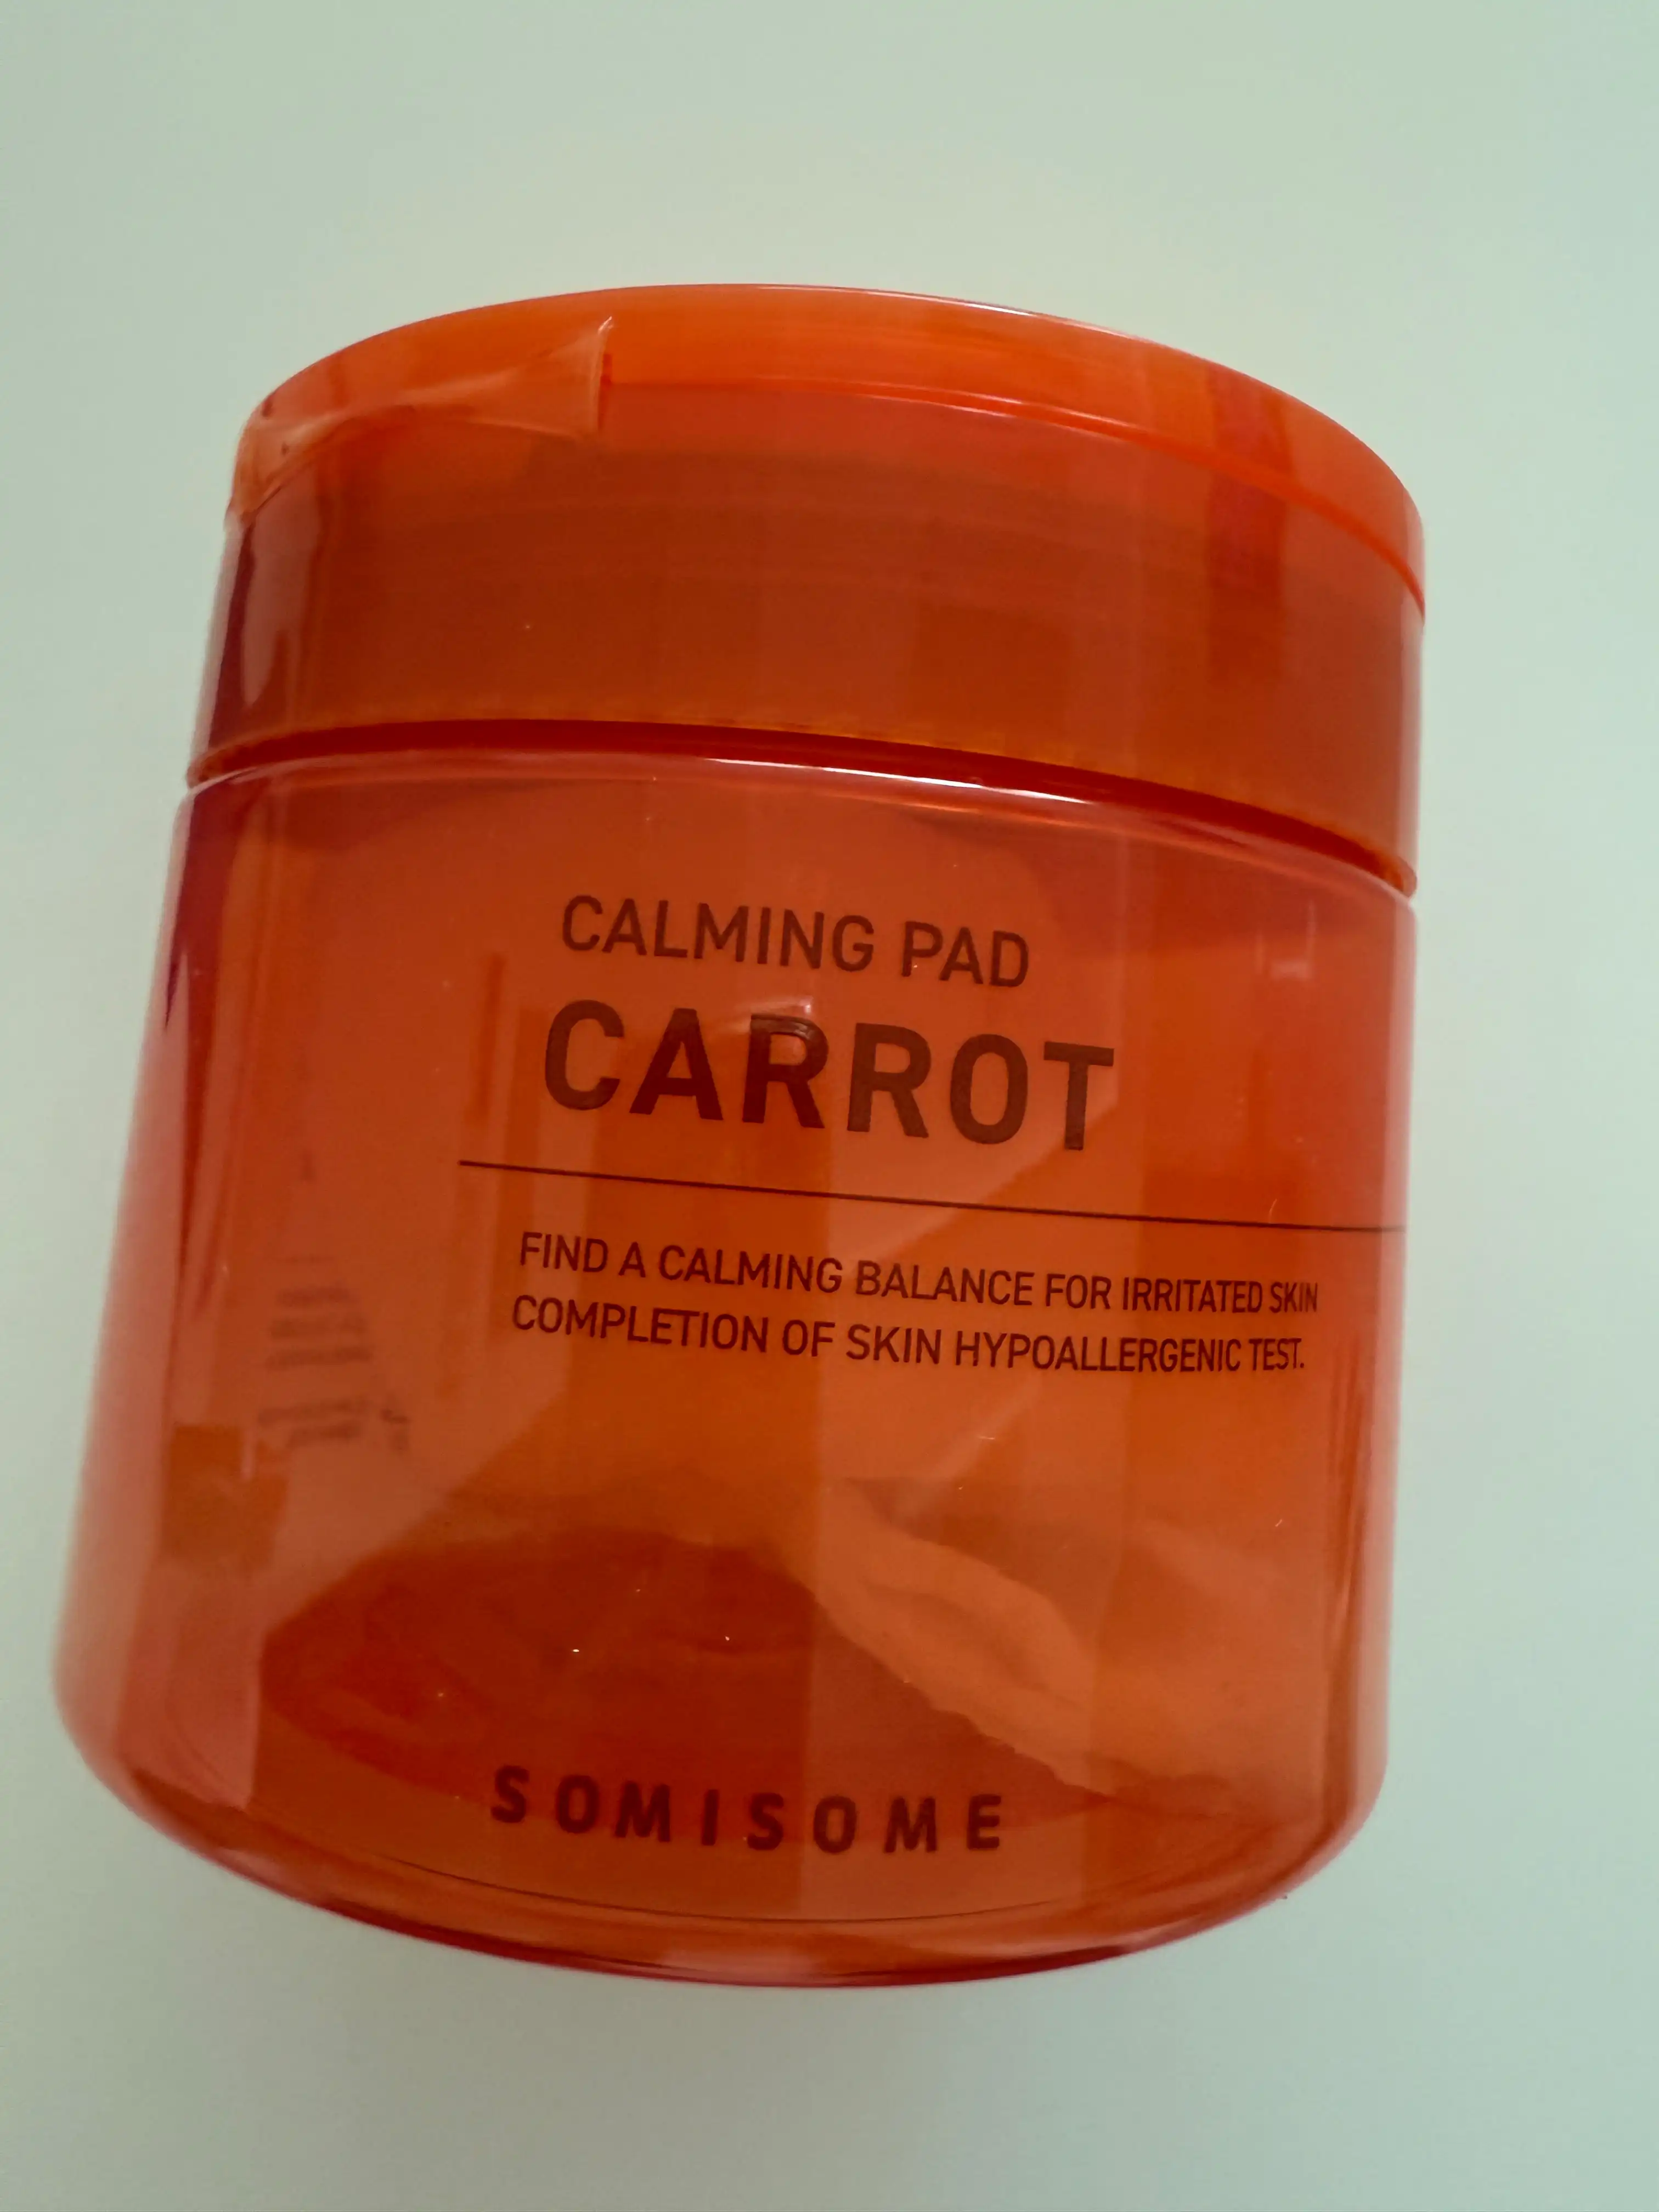 CALMING PAD
CARROT
FIND A CALMING BALANCE FOR IRRITATED SKIN
COMPLETION OF SKIN HYPOALLERGENIC TEST.
SOMISOME